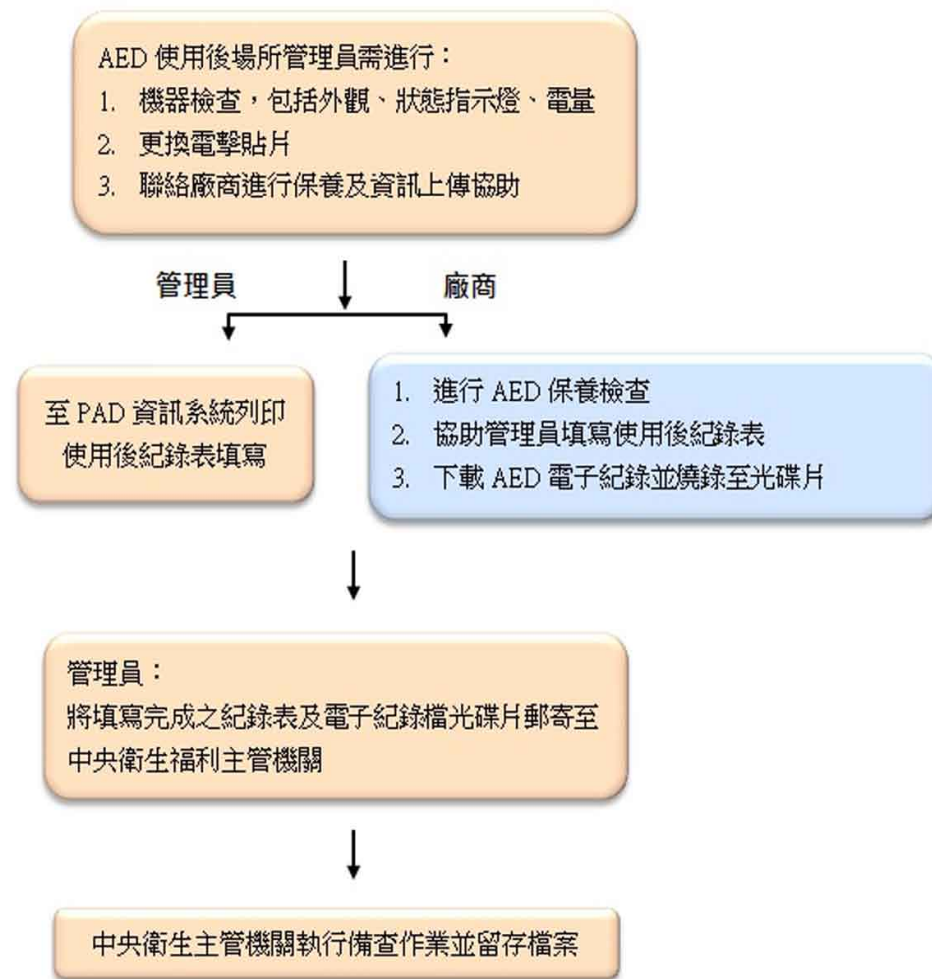 AED 使用後場所管理員需進行：
1. 機器檢查，包括外觀、狀態指示燈、電量
2. 更換電擊貼片
3. 聯絡廠商進行保養及資訊上傳協助
管理員
廠商
至 PAD 資訊系統列印
使用後紀錄表填寫
1. 進行 AED 保養檢查
2. 協助管理員填寫使用後紀錄表
3. 下載 AED 電子紀錄並燒錄至光碟片
管理員：
將填寫完成之紀錄表及電子紀錄檔光碟片郵寄至
中央衛生福利主管機關
中央衛生主管機關執行備查作業並留存檔案